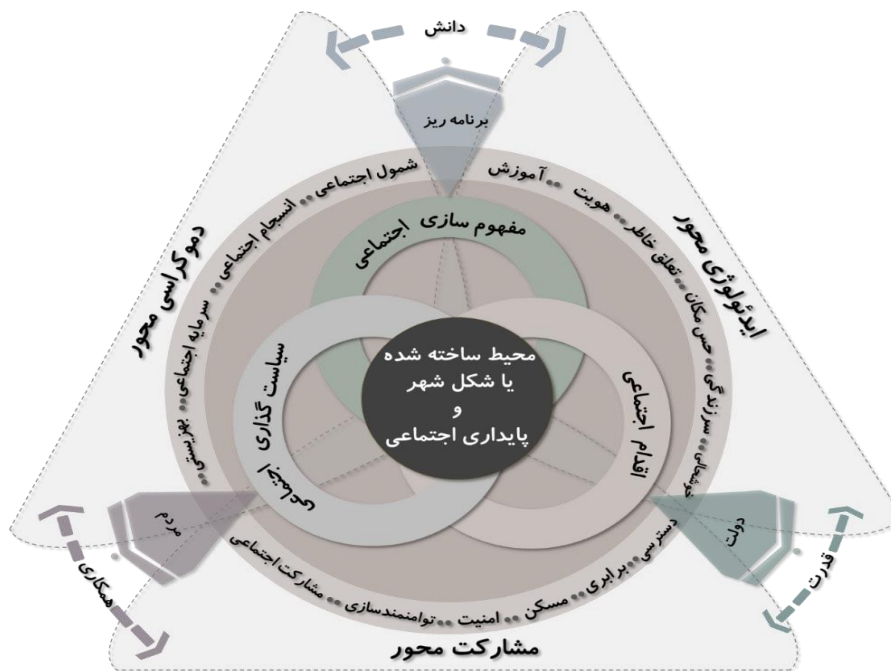 دانش
برنامه ریز
شمول اجتماعی •• انسجام اجتماعی •• سرمایه اجتماعی •• بهزیستی ••
آموزش •• هویت •• تعلق خاطر •• حس مکان •• سرزندگی •• خوشحالی
دموکراسی محور
ایدئولوژی محور
مفهوم سازی اجتماعی
سیاست گذاری اجتماعی
اقدام اجتماعی
محیط ساخته شده
یا شکل شهر
و
پایداری اجتماعی
مردم
دولت
همکاری
قدرت
دسترسی •• برابری •• مسکن •• امنیت •• توانمندسازی •• مشارکت اجتماعی
مشارکت محور